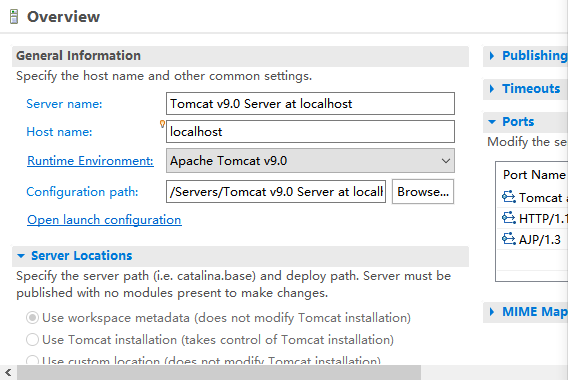 Overview
General Information
Specify the host name and other common settings.
Server name: Tomcat v9.0 Server at localhost
Host name: localhost
Runtime Environment: Apache Tomcat v9.0
Configuration path: /Servers/Tomcat v9.0 Server at localh Browse...
Open launch configuration
Server Locations
Specify the server path (i.e. catalina.base) and deploy path. Server must be
published with no modules present to make changes.
Use workspace metadata (does not modify Tomcat installation)
Use Tomcat installation (takes control of Tomcat installation)
Use custom location (does not modify Tomcat installation)
Publishing
Timeouts
Ports
Modify the se
Port Name
Tomcat a
HTTP/1.1
AJP/1.3
MIME Map